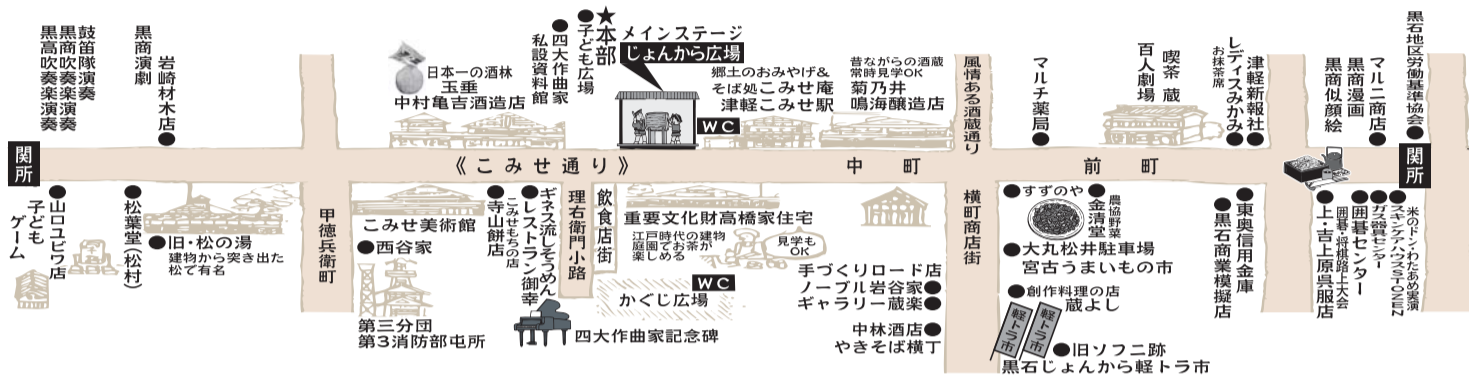 鼓笛隊演奏
黒商吹奏楽演奏
黒高吹奏楽演奏
黒商演劇
岩崎材木店
日本一の酒林
玉垂
中村亀吉酒造店
四大作曲家
私設資料館
子ども広場
★本部
メインステージ
じょんから広場
WC
郷土のおみやげ&
そば処こみせ庵
津軽こみせ駅
昔ながらの酒蔵
常時見学OK
菊乃井
鳴海醸造店
風情ある酒蔵通り
マルチ薬局
喫茶 蔵
百人劇場
レディスみかみ
お抹茶席
津軽新報社
黒商似顔絵
黒商漫画
マルニ商店
黒石地区労働基準協会
関所
《こみせ通り》
中町
前町
関所
山口ユビワ店
子ども
ゲーム
松葉堂(松村)
旧・松の湯
建物から突き出た
松で有名
甲徳兵衛町
こみせ美術館
西谷家
第三分団
第3消防部屯所
寺山餅店
こみせもちの店
レストラン御幸
ギネス流しそうめん
理右衛門小路
飲食店街
四大作曲家記念碑
重要文化財高橋家住宅
江戸時代の建物
庭園でお茶が
楽しめる
見学も
OK
WC
かぐじ広場
手づくりロード店
ノーブル岩谷家
ギャラリー蔵楽
中林酒店
やきそば横丁
横町商店街
すずのや
金清堂
農協野菜
大丸松井駐車場
宮古うまいもの市
創作料理の店
蔵よし
軽トラ市
軽トラ市
旧ソフニ跡
黒石じょんから軽トラ市
東奥信用金庫
黒石商業模擬店
上・吉上原呉服店
囲碁・将棋路上大会
囲碁センター
ガス器具センター
スキンケアハウスSTONEN
米のドン・わたあめ実演